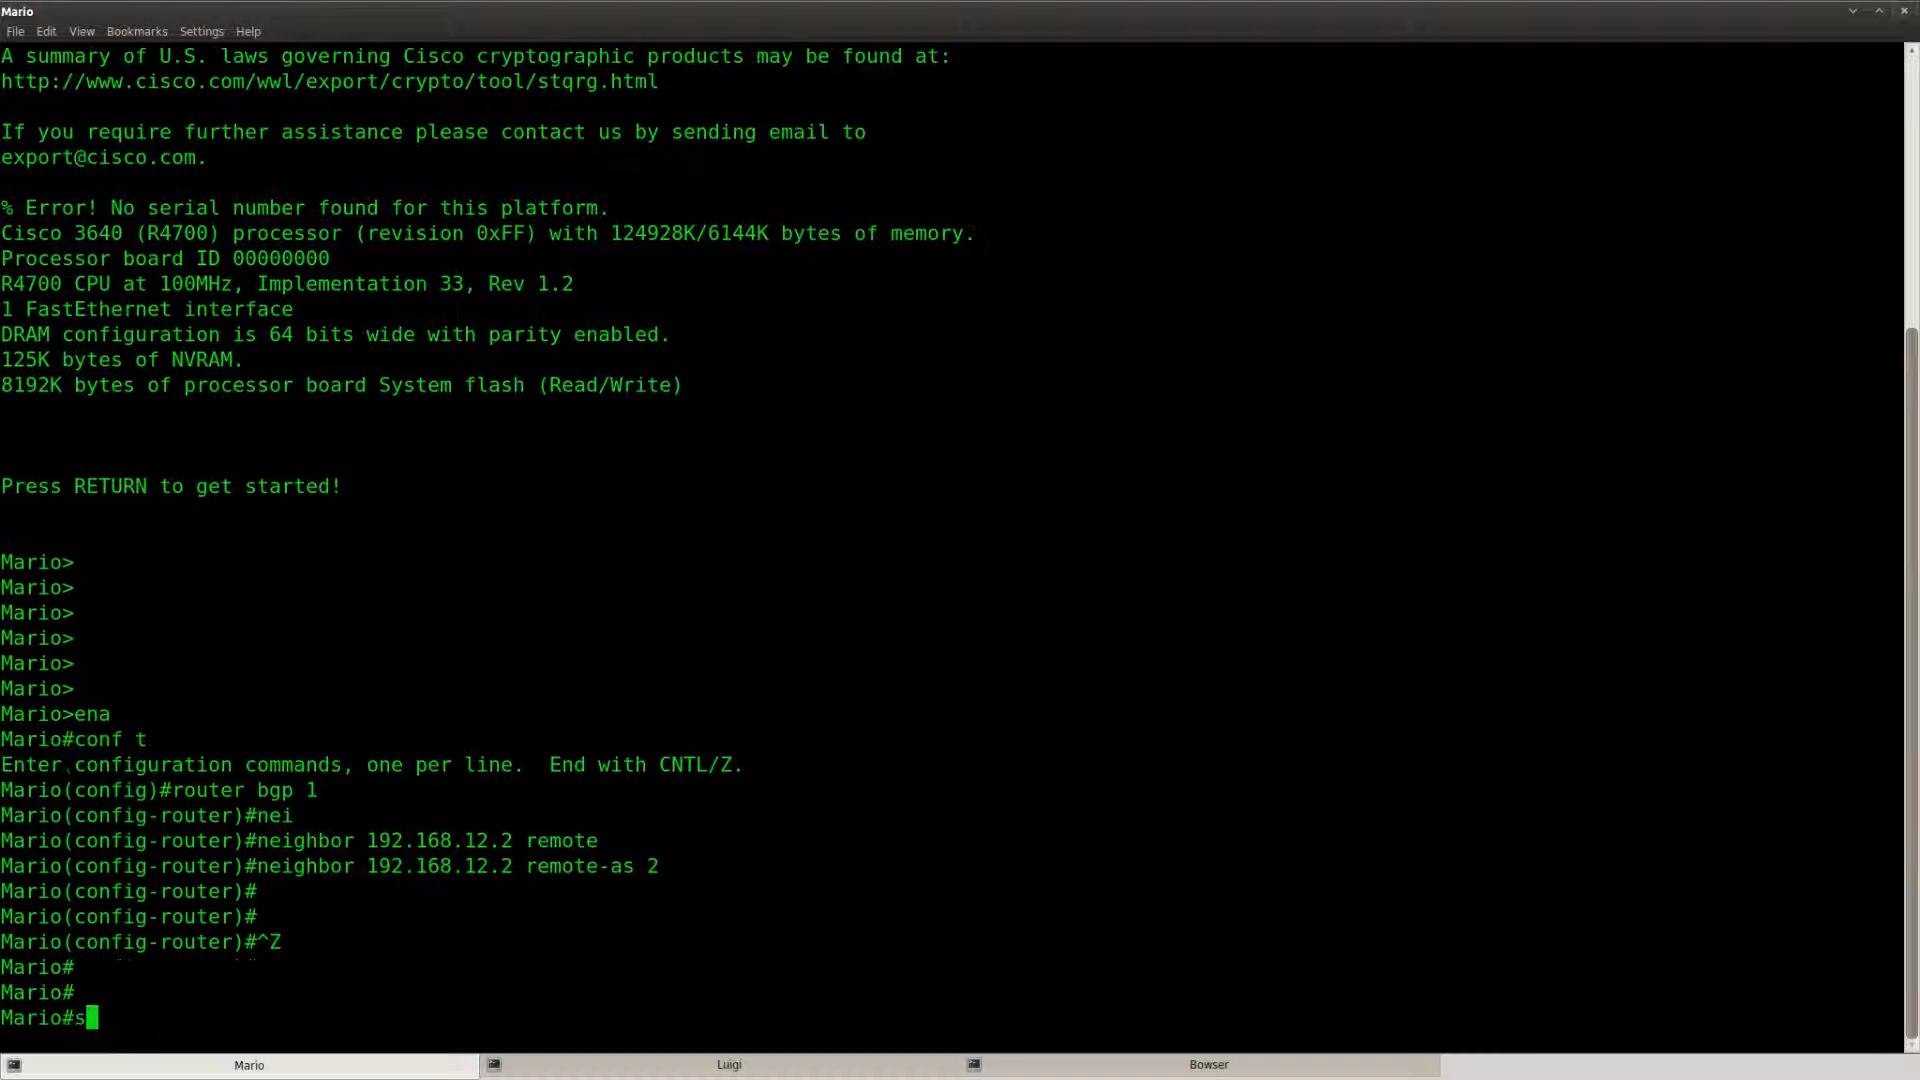 Mario
File Edit View Bookmarks Settings Help
A summary of U.S. laws governing Cisco cryptographic products may be found at:
http://www.cisco.com/wwl/export/crypto/tool/stqrg.html
If you require further assistance please contact us by sending email to
export@cisco.com.
% Error! No serial number found for this platform.
Cisco 3640 (R4700) processor (revision 0xFF) with 124928K/6144K bytes of memory.
Processor board ID 00000000
R4700 CPU at 100MHz, Implementation 33, Rev 1.2
1 FastEthernet interface
DRAM configuration is 64 bits wide with parity enabled.
125K bytes of NVRAM.
8192K bytes of processor board System flash (Read/Write)
Press RETURN to get started!
Mario>
Mario>
Mario>
Mario>
Mario>
Mario>
Mario>ena
Mario#conf t
Enter configuration commands, one per line.  End with CNTL/Z.
Mario(config)#router bgp 1
Mario(config-router)#nei
Mario(config-router)#neighbor 192.168.12.2 remote
Mario(config-router)#neighbor 192.168.12.2 remote-as 2
Mario(config-router)#
Mario(config-router)#
Mario(config-router)#^Z
Mario#
Mario#
Mario#s
Mario Luigi Bowser